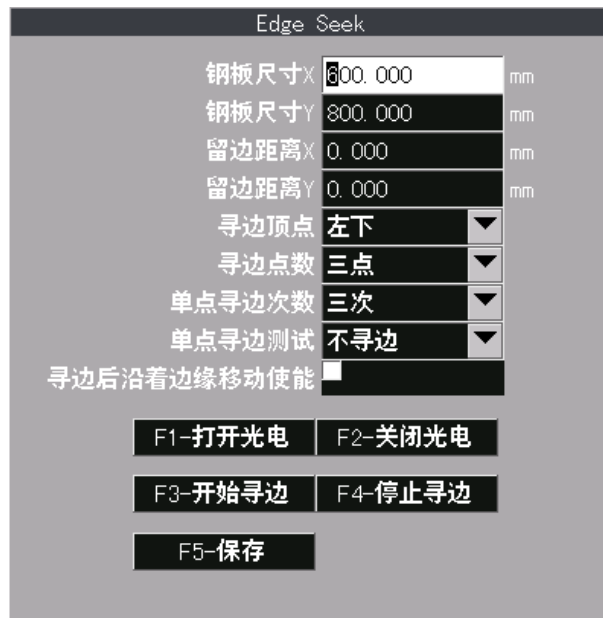 Edge Seek
钢板尺寸X 600.000 mm
钢板尺寸Y 800.000 mm
留边距离X 0.000 mm
留边距离Y 0.000 mm
寻边顶点 左下
寻边点数 三点
单点寻边次数 三次
单点寻边测试 不寻边
寻边后沿着边缘移动使能
F1-打开光电 F2-关闭光电
F3-开始寻边 F4-停止寻边
F5-保存